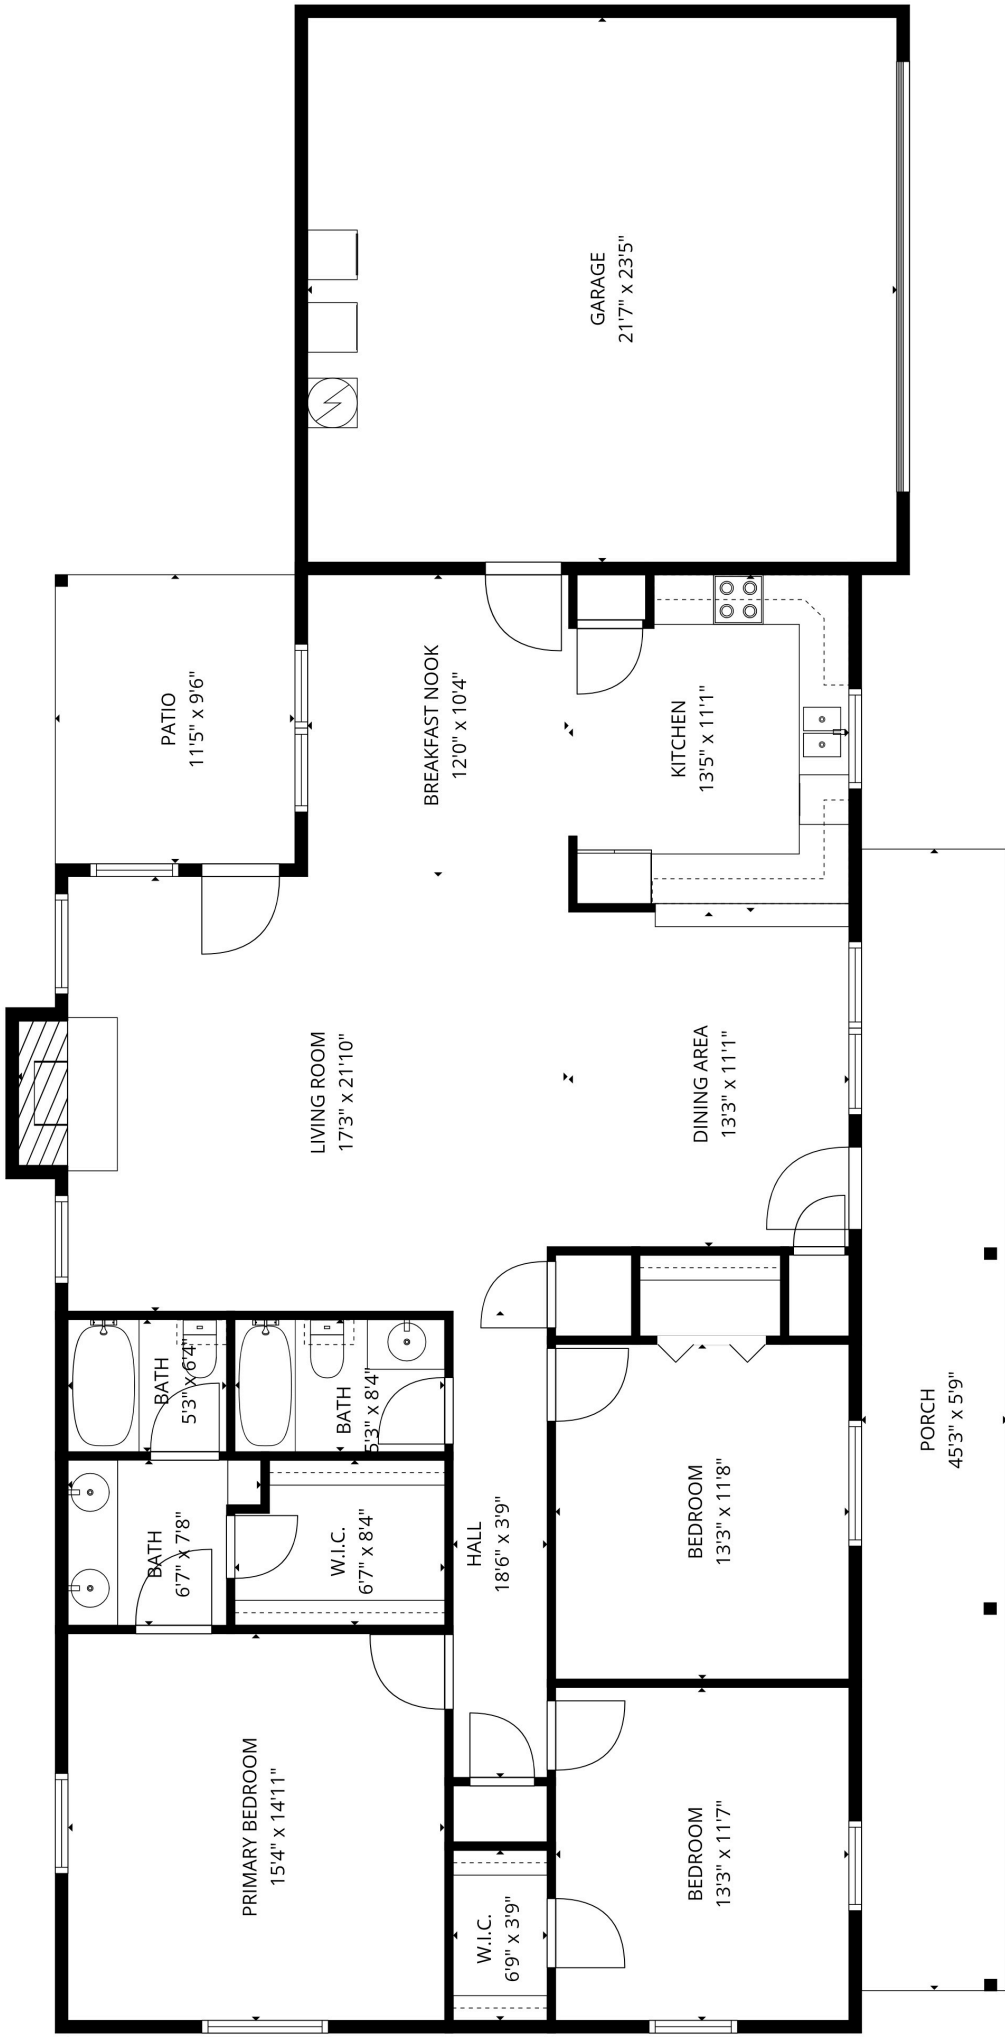 GARAGE
21'7" x 23'5"
PATIO
11'5" x 9'6"
BREAKFAST NOOK
12'0" x 10'4"
KITCHEN
13'5" x 11'1"
LIVING ROOM
17'3" x 21'10"
DINING AREA
13'3" x 11'1"
BATH
5'3" x 6'4"
BATH
5'3" x 8'4"
BATH
6'7" x 7'8"
W.I.C.
6'7" x 8'4"
HALL
18'6" x 3'9"
BEDROOM
13'3" x 11'8"
PORCH
45'3" x 5'9"
PRIMARY BEDROOM
15'4" x 14'11"
W.I.C.
6'9" x 3'9"
BEDROOM
13'3" x 11'7"